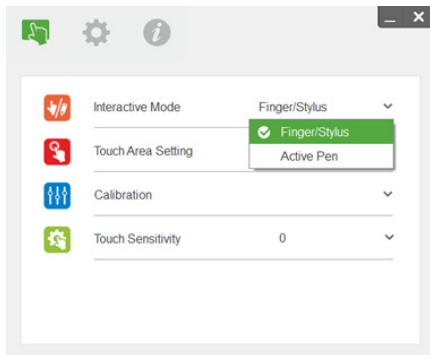 Interactive Mode Finger/Stylus
Finger/Stylus
Touch Area Setting
Active Pen
Calibration
Touch Sensitivity 0